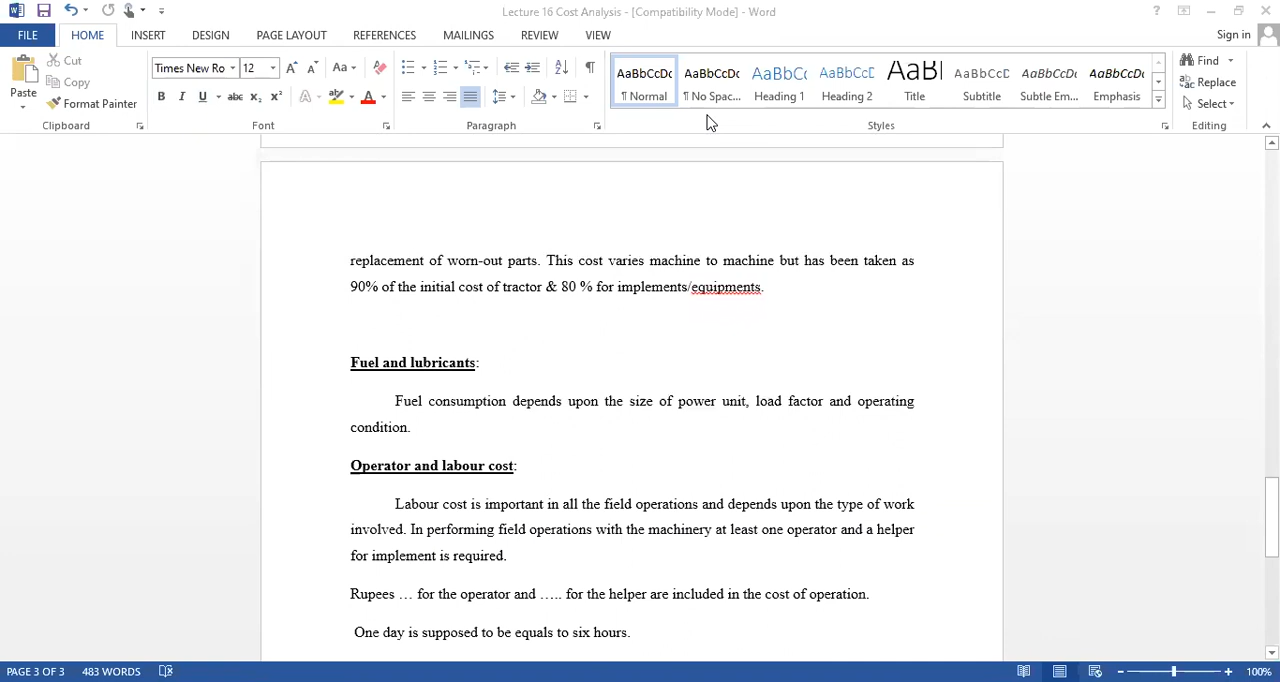 Lecture 16 Cost Analysis - [Compatibility Mode] - Word
FILE HOME INSERT DESIGN PAGE LAYOUT REFERENCES MAILINGS REVIEW VIEW Sign in
Paste Cut Copy Format Painter Clipboard
Times New Ro 12 Aa
B I U abc x₂ x² A A
Font
Paragraph
AaBbCcDc AaBbCcDc AaBbCc AaBbCcD AaBl AaBbCcD AaBbCcDc AaBbCcDc
¶ Normal ¶ No Spac... Heading 1 Heading 2 Title Subtitle Subtle Em... Emphasis
Styles
Find
Replace
Select
Editing
replacement of worn-out parts. This cost varies machine to machine but has been taken as
90% of the initial cost of tractor & 80 % for implements/equipments.
Fuel and lubricants:
Fuel consumption depends upon the size of power unit, load factor and operating
condition.
Operator and labour cost:
Labour cost is important in all the field operations and depends upon the type of work
involved. In performing field operations with the machinery at least one operator and a helper
for implement is required.
Rupees … for the operator and ….. for the helper are included in the cost of operation.
One day is supposed to be equals to six hours.
PAGE 3 OF 3 483 WORDS 100%